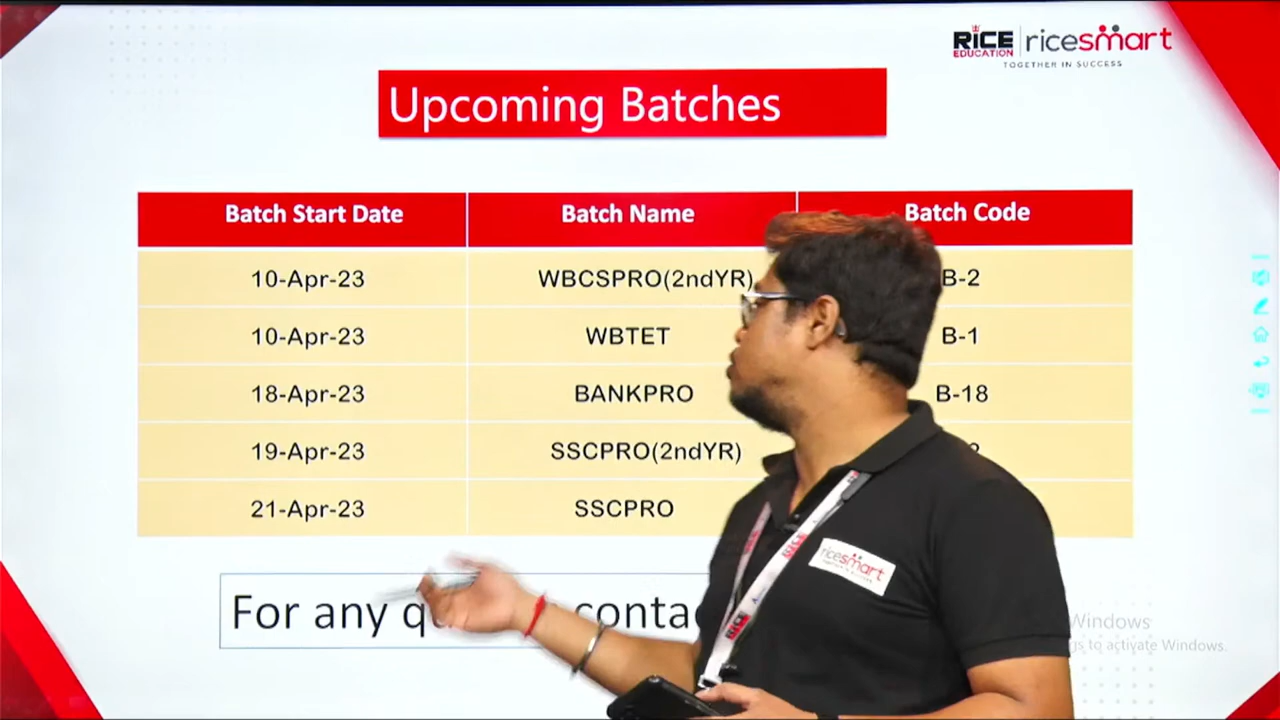 RICE EDUCATION | ricesmart
TOGETHER IN SUCCESS
Upcoming Batches
Batch Start Date Batch Name Batch Code
10-Apr-23 WBCSPRO(2ndYR) B-2
10-Apr-23 WBTET B-1
18-Apr-23 BANKPRO B-18
19-Apr-23 SSCPRO(2ndYR)
21-Apr-23 SSCPRO
ricesmart
RICE
For any
Windows
to activate Windows.